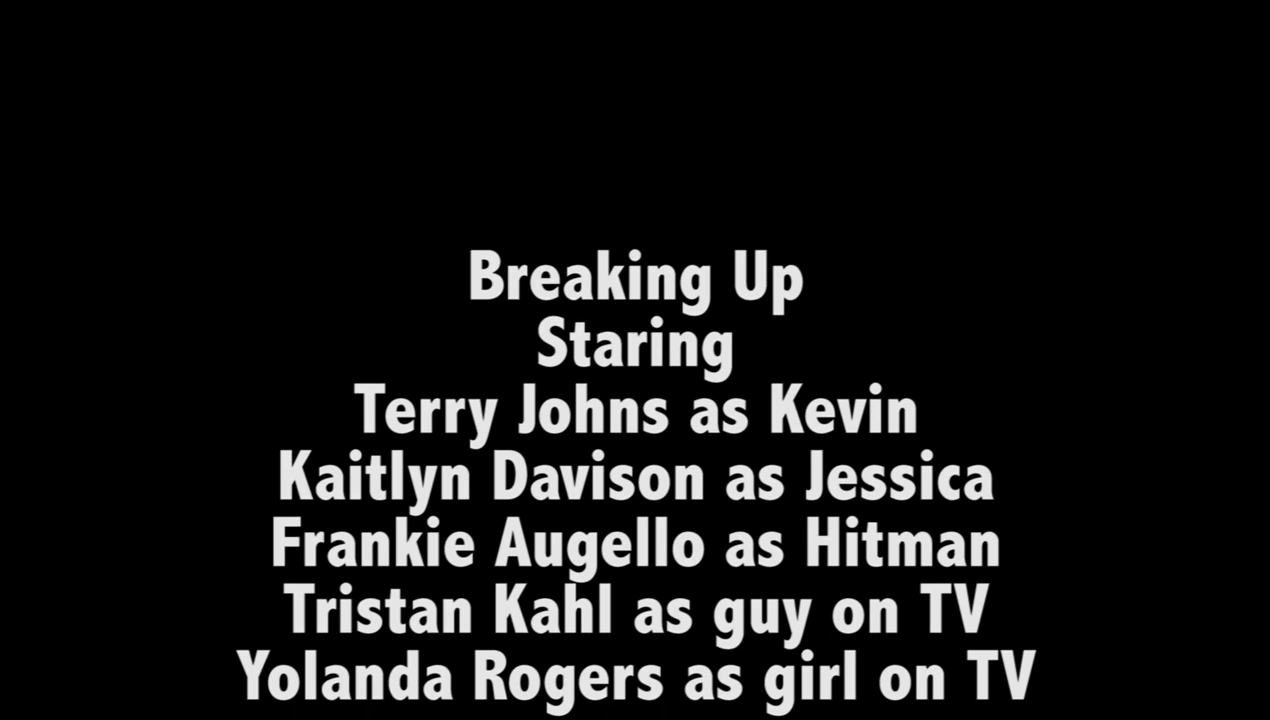 Breaking Up
Staring
Terry Johns as Kevin
Kaitlyn Davison as Jessica
Frankie Augello as Hitman
Tristan Kahl as guy on TV
Yolanda Rogers as girl on TV